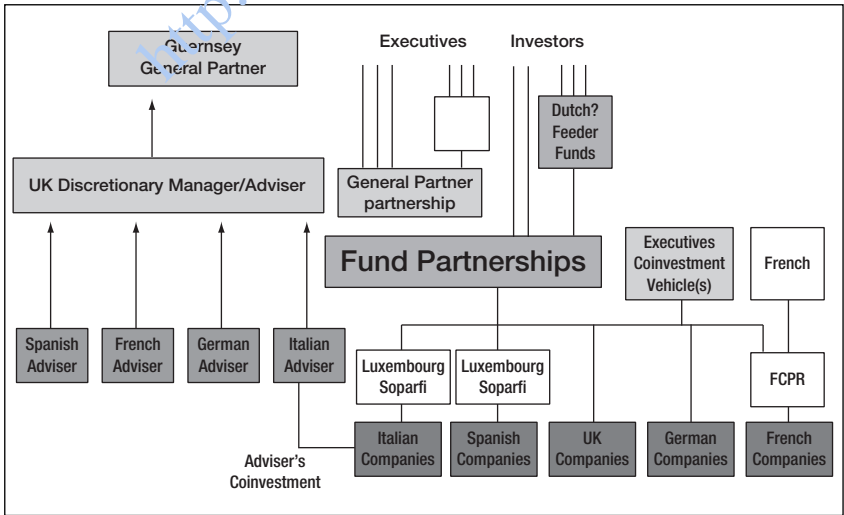 http:
Guernsey
General Partner
Executives
Investors
Dutch?
Feeder
Funds
UK Discretionary Manager/Adviser
General Partner
partnership
Fund Partnerships
Executives
Coinvestment
Vehicle(s)
French
Spanish
Adviser
French
Adviser
German
Adviser
Italian
Adviser
Luxembourg
Soparfi
Luxembourg
Soparfi
FCPR
Italian
Companies
Spanish
Companies
UK
Companies
German
Companies
French
Companies
Adviser's
Coinvestment